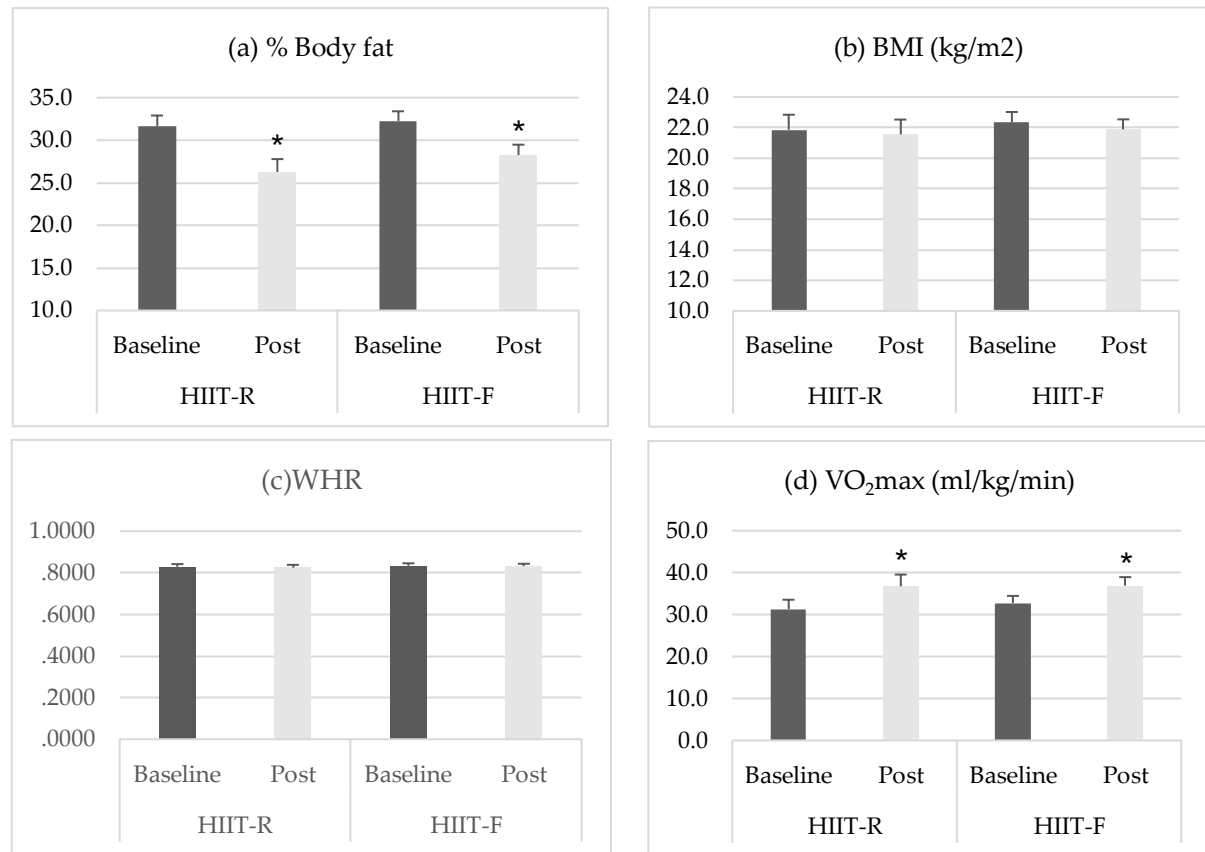 (a) % Body fat
35.0
30.0
25.0
20.0
15.0
10.0
*
*
Baseline Post Baseline Post
HIIT-R HIIT-F
(b) BMI (kg/m2)
24.0
22.0
20.0
18.0
16.0
14.0
12.0
10.0
Baseline Post Baseline Post
HIIT-R HIIT-F
(c)WHR
1.0000
.8000
.6000
.4000
.2000
.0000
Baseline Post Baseline Post
HIIT-R HIIT-F
(d) VO₂max (ml/kg/min)
50.0
40.0
30.0
20.0
10.0
0.0
*
*
Baseline Post Baseline Post
HIIT-R HIIT-F